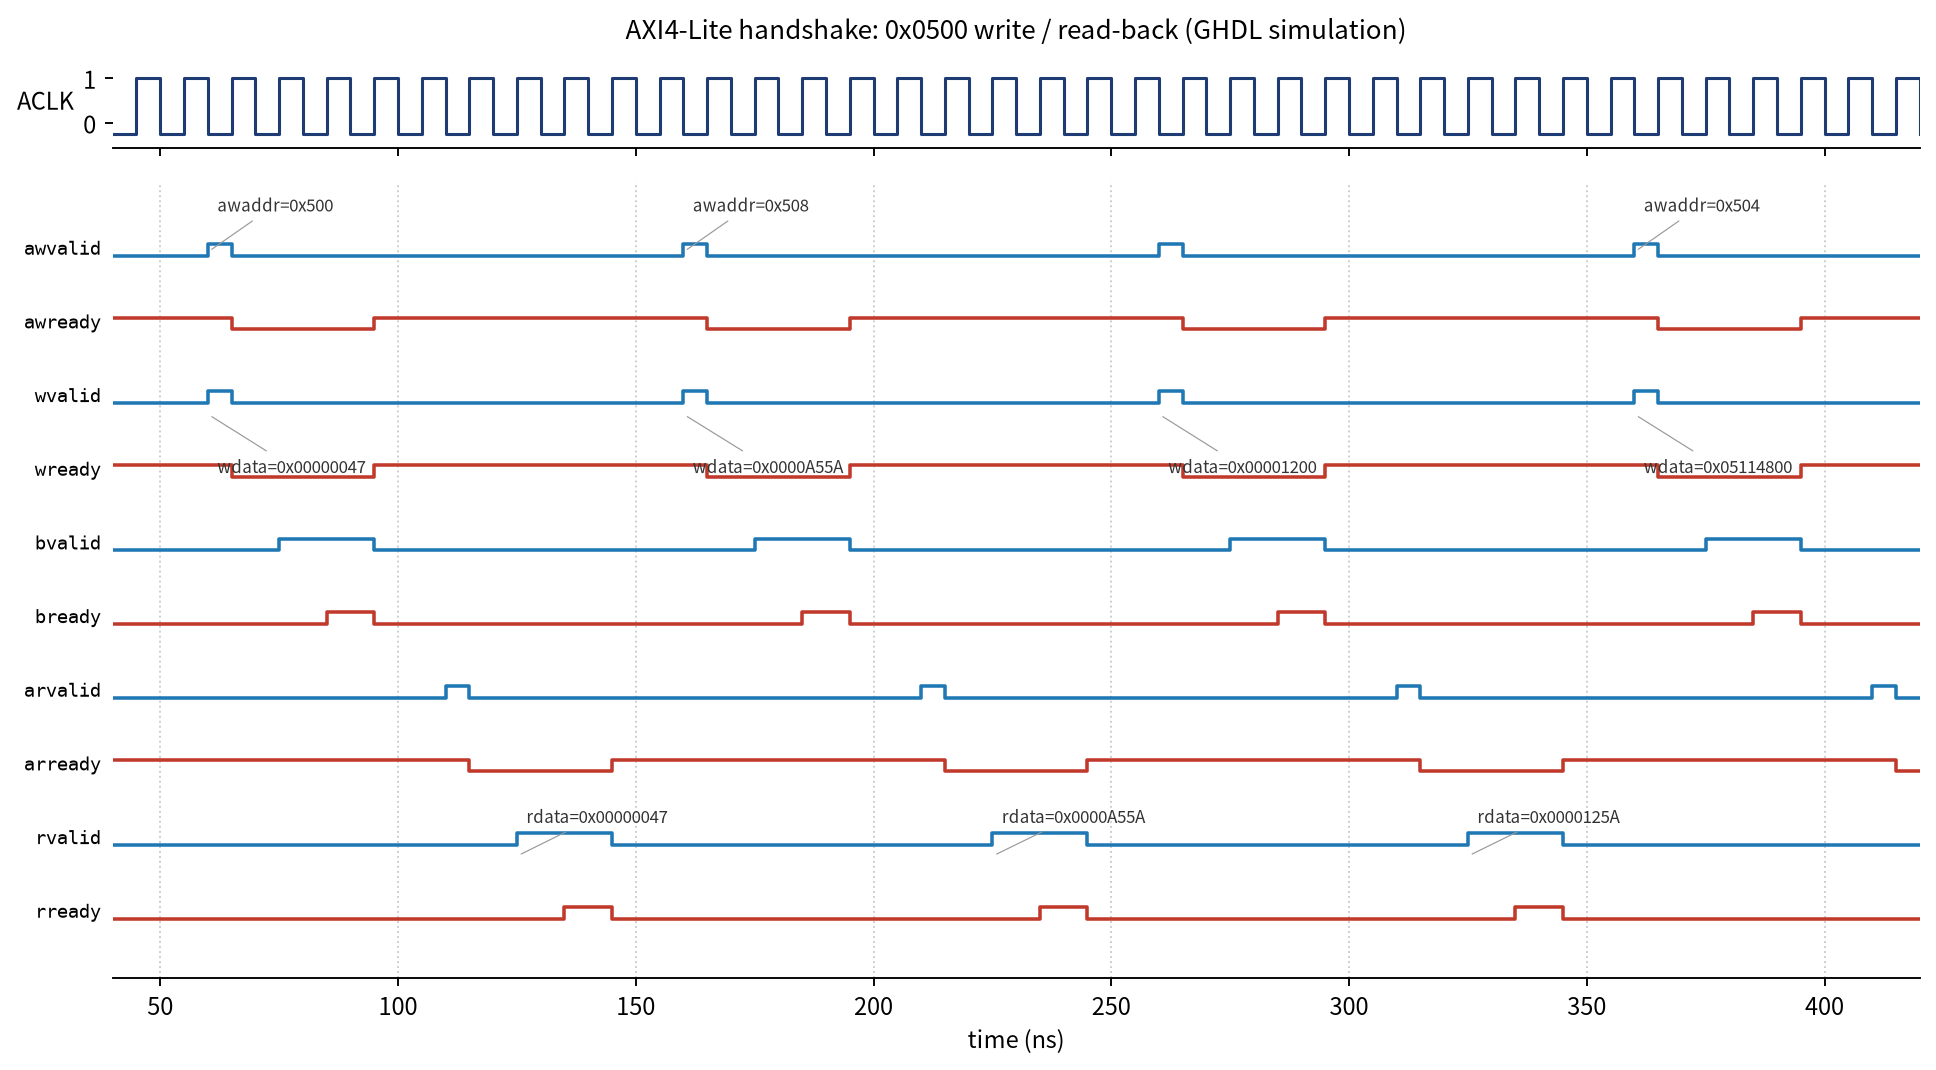 AXI4-Lite handshake: 0x0500 write / read-back (GHDL simulation)
1
ACLK
0
awaddr=0x500 awaddr=0x508 awaddr=0x504
awvalid
awready
wvalid
wready
wdata=0x00000047 wdata=0x0000A55A wdata=0x00001200 wdata=0x05114800
bvalid
bready
arvalid
arready
rdata=0x00000047 rdata=0x0000A55A rdata=0x0000125A
rvalid
rready
50 100 150 200 250 300 350 400
time (ns)